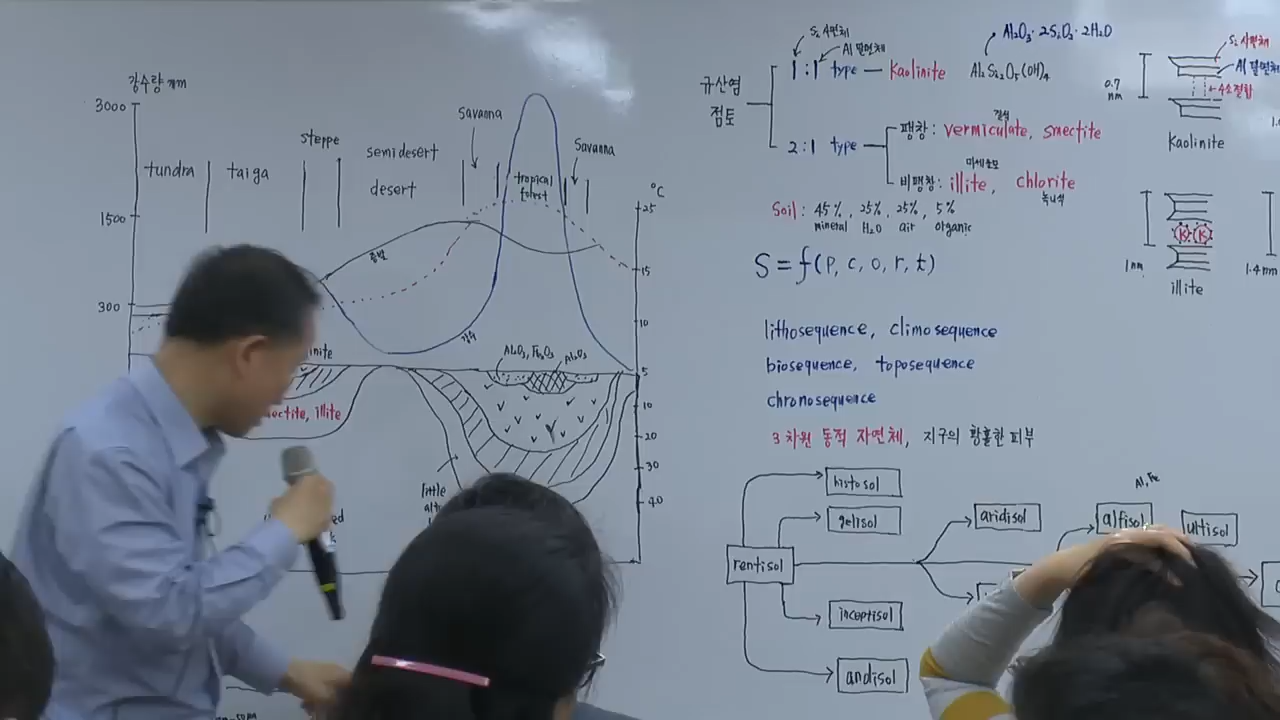 강수량 mm
3000
1500
300
tundra
taiga
steppe
semidesert
desert
savanna
tropical
forest
Savanna
°C
25
15
10
5
10
20
30
40
증발
강수
Al₂O₃, Fe₂O₃
Al₂O₃
inite
ectite, illite
little
규산염
점토
1:1 type — Kaolinite
Si 4면체
Al 팔면체
Al₂O₃·2SiO₂·2H₂O
Al₂Si₂O₅(OH)₄
2:1 type
팽창: vermiculate, smectite
비팽창: illite, chlorite
녹니석
Soil: 45%, 25%, 25%, 5%
mineral H₂O air organic
S = f(P, c, o, r, t)
lithosequence, climosequence
biosequence, toposequence
chronosequence
3차원 동적 자연체, 지구의 황홀한 피부
histosol
gelisol
rentisol
inceptisol
andisol
aridisol
Al, Fe
alfisol
ultisol
Si 사면체
Al 팔면체
수소결합
0.7
nm
Kaolinite
K K
1nm
illite
1.4nm